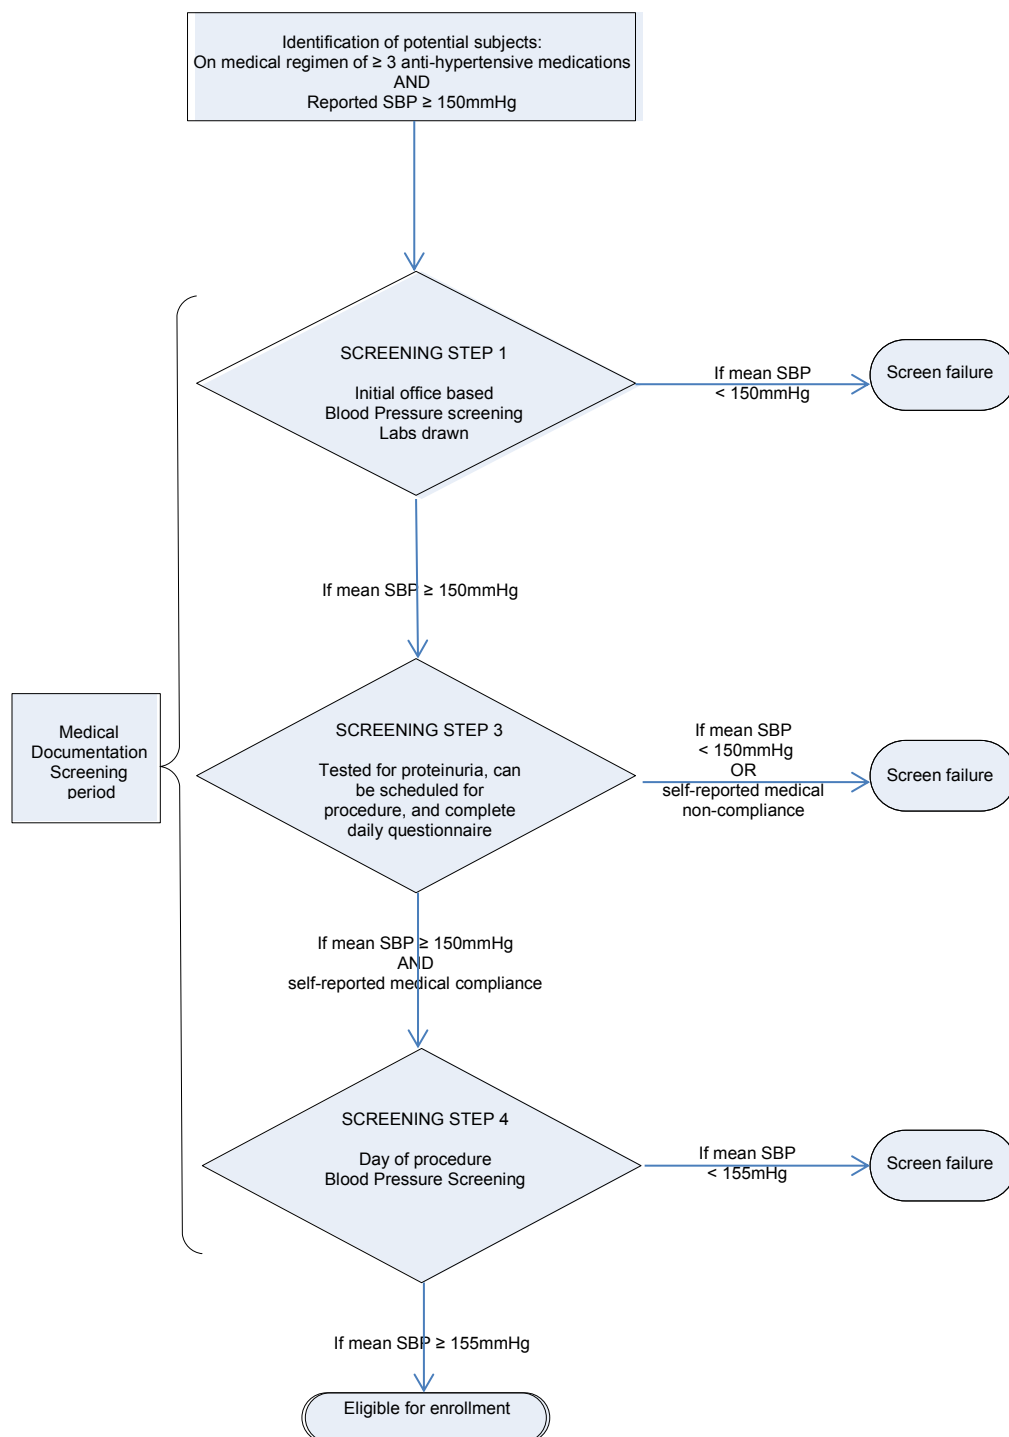 Identification of potential subjects:
On medical regimen of ≥ 3 anti-hypertensive medications
AND
Reported SBP ≥ 150mmHg
SCREENING STEP 1
Initial office based
Blood Pressure screening
Labs drawn
If mean SBP
< 150mmHg
Screen failure
If mean SBP ≥ 150mmHg
Medical
Documentation
Screening
period
SCREENING STEP 3
Tested for proteinuria, can
be scheduled for
procedure, and complete
daily questionnaire
If mean SBP
< 150mmHg
OR
self-reported medical
non-compliance
Screen failure
If mean SBP ≥ 150mmHg
AND
self-reported medical compliance
SCREENING STEP 4
Day of procedure
Blood Pressure Screening
If mean SBP
< 155mHg
Screen failure
If mean SBP ≥ 155mmHg
Eligible for enrollment